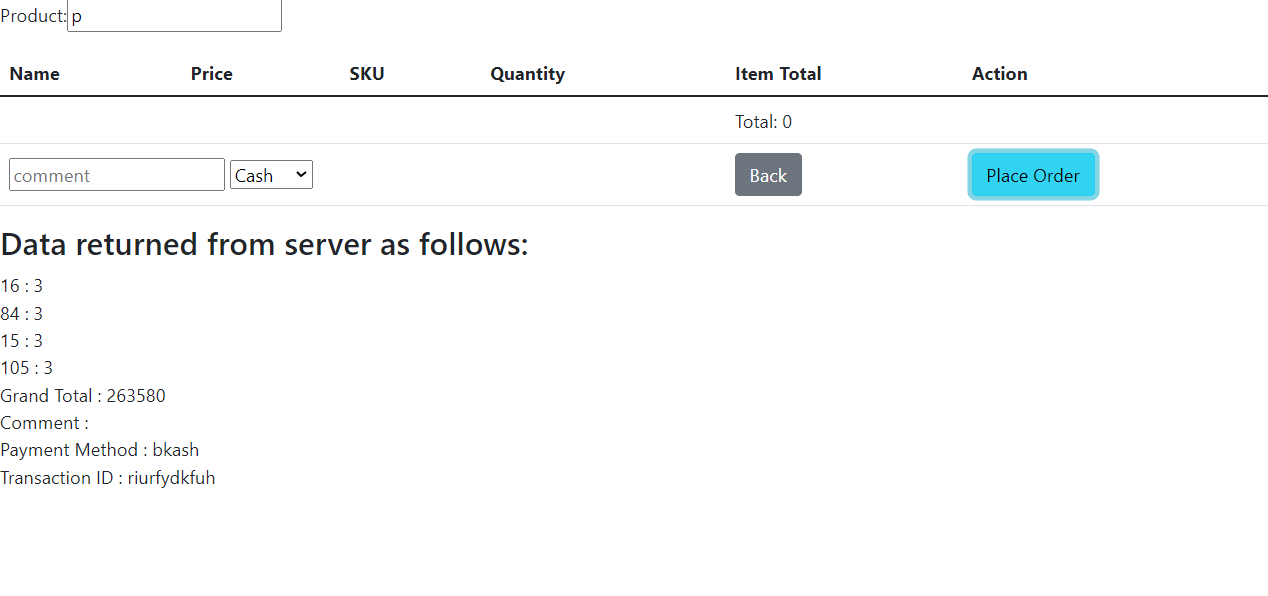 Product: p
Name Price SKU Quantity Item Total Action
Total: 0
comment Cash Back Place Order
Data returned from server as follows:
16 : 3
84 : 3
15 : 3
105 : 3
Grand Total : 263580
Comment :
Payment Method : bkash
Transaction ID : riurfydkfuh